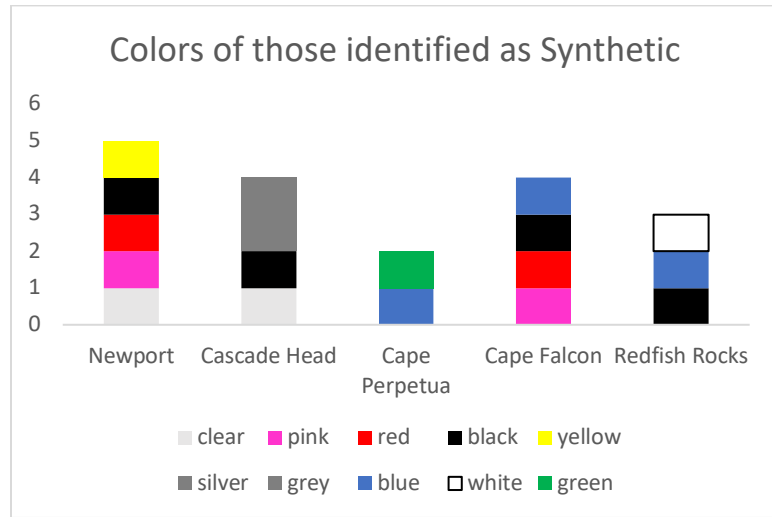 Colors of those identified as Synthetic
6
5
4
3
2
1
0
Newport Cascade Head Cape Perpetua Cape Falcon Redfish Rocks
clear pink red black yellow
silver grey blue white green